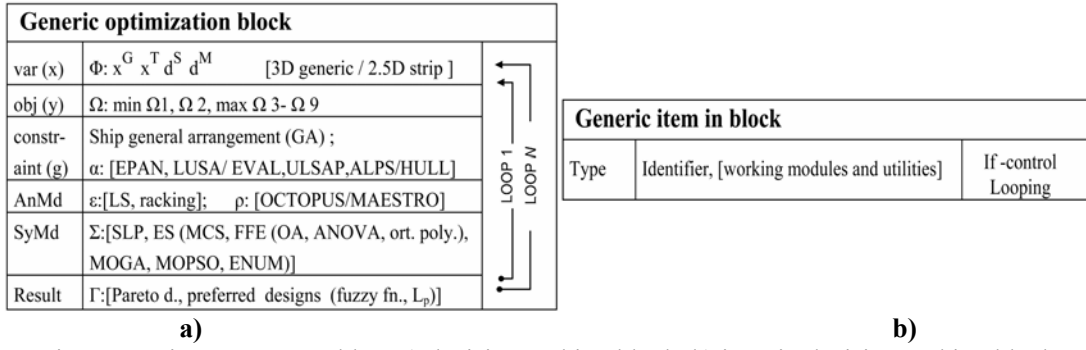 Generic optimization block
var (x) Φ: x^G x^T d^S d^M [3D generic / 2.5D strip ]
obj (y) Ω: min Ω1, Ω 2, max Ω 3- Ω 9
constr- Ship general arrangement (GA) ;
aint (g) α: [EPAN, LUSA/ EVAL,ULSAP,ALPS/HULL]
AnMd ε:[LS, racking]; ρ: [OCTOPUS/MAESTRO]
SyMd Σ:[SLP, ES (MCS, FFE (OA, ANOVA, ort. poly.),
MOGA, MOPSO, ENUM)]
Result Γ:[Pareto d., preferred designs (fuzzy fn., L_p)]
LOOP 1
LOOP N
a)
Generic item in block
Type Identifier, [working modules and utilities] If -control
Looping
b)